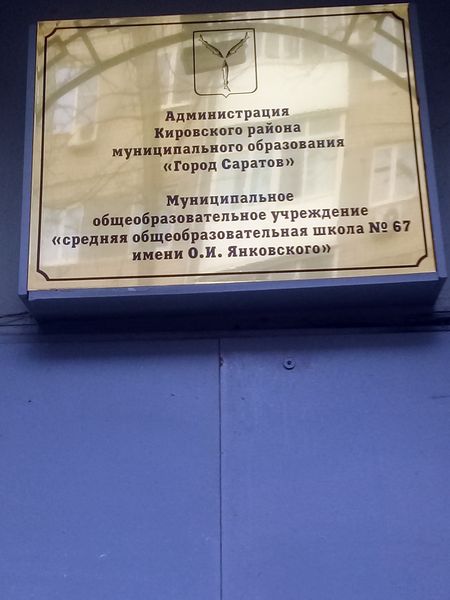 Администрация
Кировского района
муниципального образования
«Город Саратов»
Муниципальное
общеобразовательное учреждение
«средняя общеобразовательная школа № 67
имени О.И. Янковского»